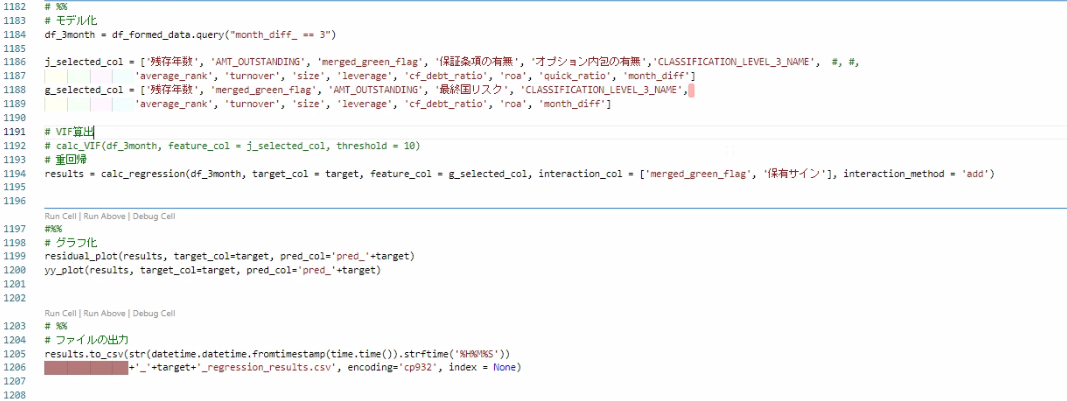 1182 # %%
1183 # モデル化
1184 df_3month = df_formed_data.query("month_diff_ == 3")
1185
1186 j_selected_col = ['残存年数', 'AMT_OUTSTANDING', 'merged_green_flag', '保証条項の有無', 'オプション内包の有無','CLASSIFICATION_LEVEL_3_NAME', #, #,
1187 'average_rank', 'turnover', 'size', 'leverage', 'cf_debt_ratio', 'roa', 'quick_ratio', 'month_diff']
1188 g_selected_col = ['残存年数', 'merged_green_flag', 'AMT_OUTSTANDING', '最終国リスク', 'CLASSIFICATION_LEVEL_3_NAME',
1189 'average_rank', 'turnover', 'size', 'leverage', 'cf_debt_ratio', 'roa', 'month_diff']
1190
1191 # VIF算出
1192 # calc_VIF(df_3month, feature_col = j_selected_col, threshold = 10)
1193 # 重回帰
1194 results = calc_regression(df_3month, target_col = target, feature_col = g_selected_col, interaction_col = ['merged_green_flag', '保有サイン'], interaction_method = 'add')
1195
1196
Run Cell | Run Above | Debug Cell
1197 #%%
1198 # グラフ化
1199 residual_plot(results, target_col=target, pred_col='pred_'+target)
1200 yy_plot(results, target_col=target, pred_col='pred_'+target)
1201
1202
Run Cell | Run Above | Debug Cell
1203 # %%
1204 # ファイルの出力
1205 results.to_csv(str(datetime.datetime.fromtimestamp(time.time()).strftime('%H%M%S'))
1206 +'_'+target+'_regression_results.csv', encoding='cp932', index = None)
1207
1208